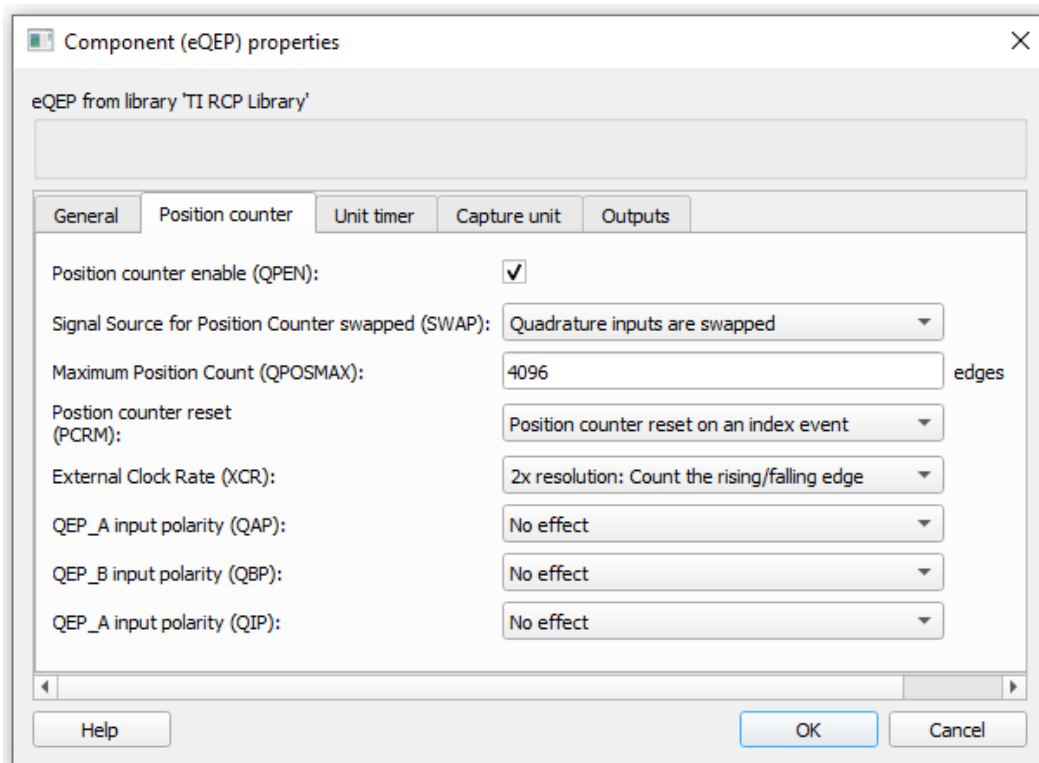 Component (eQEP) properties
eQEP from library 'TI RCP Library'
General Position counter Unit timer Capture unit Outputs
Position counter enable (QPEN):
Signal Source for Position Counter swapped (SWAP): Quadrature inputs are swapped
Maximum Position Count (QPOSMAX): 4096 edges
Postion counter reset
(PCRM): Position counter reset on an index event
External Clock Rate (XCR): 2x resolution: Count the rising/falling edge
QEP_A input polarity (QAP): No effect
QEP_B input polarity (QBP): No effect
QEP_A input polarity (QIP): No effect
Help OK Cancel